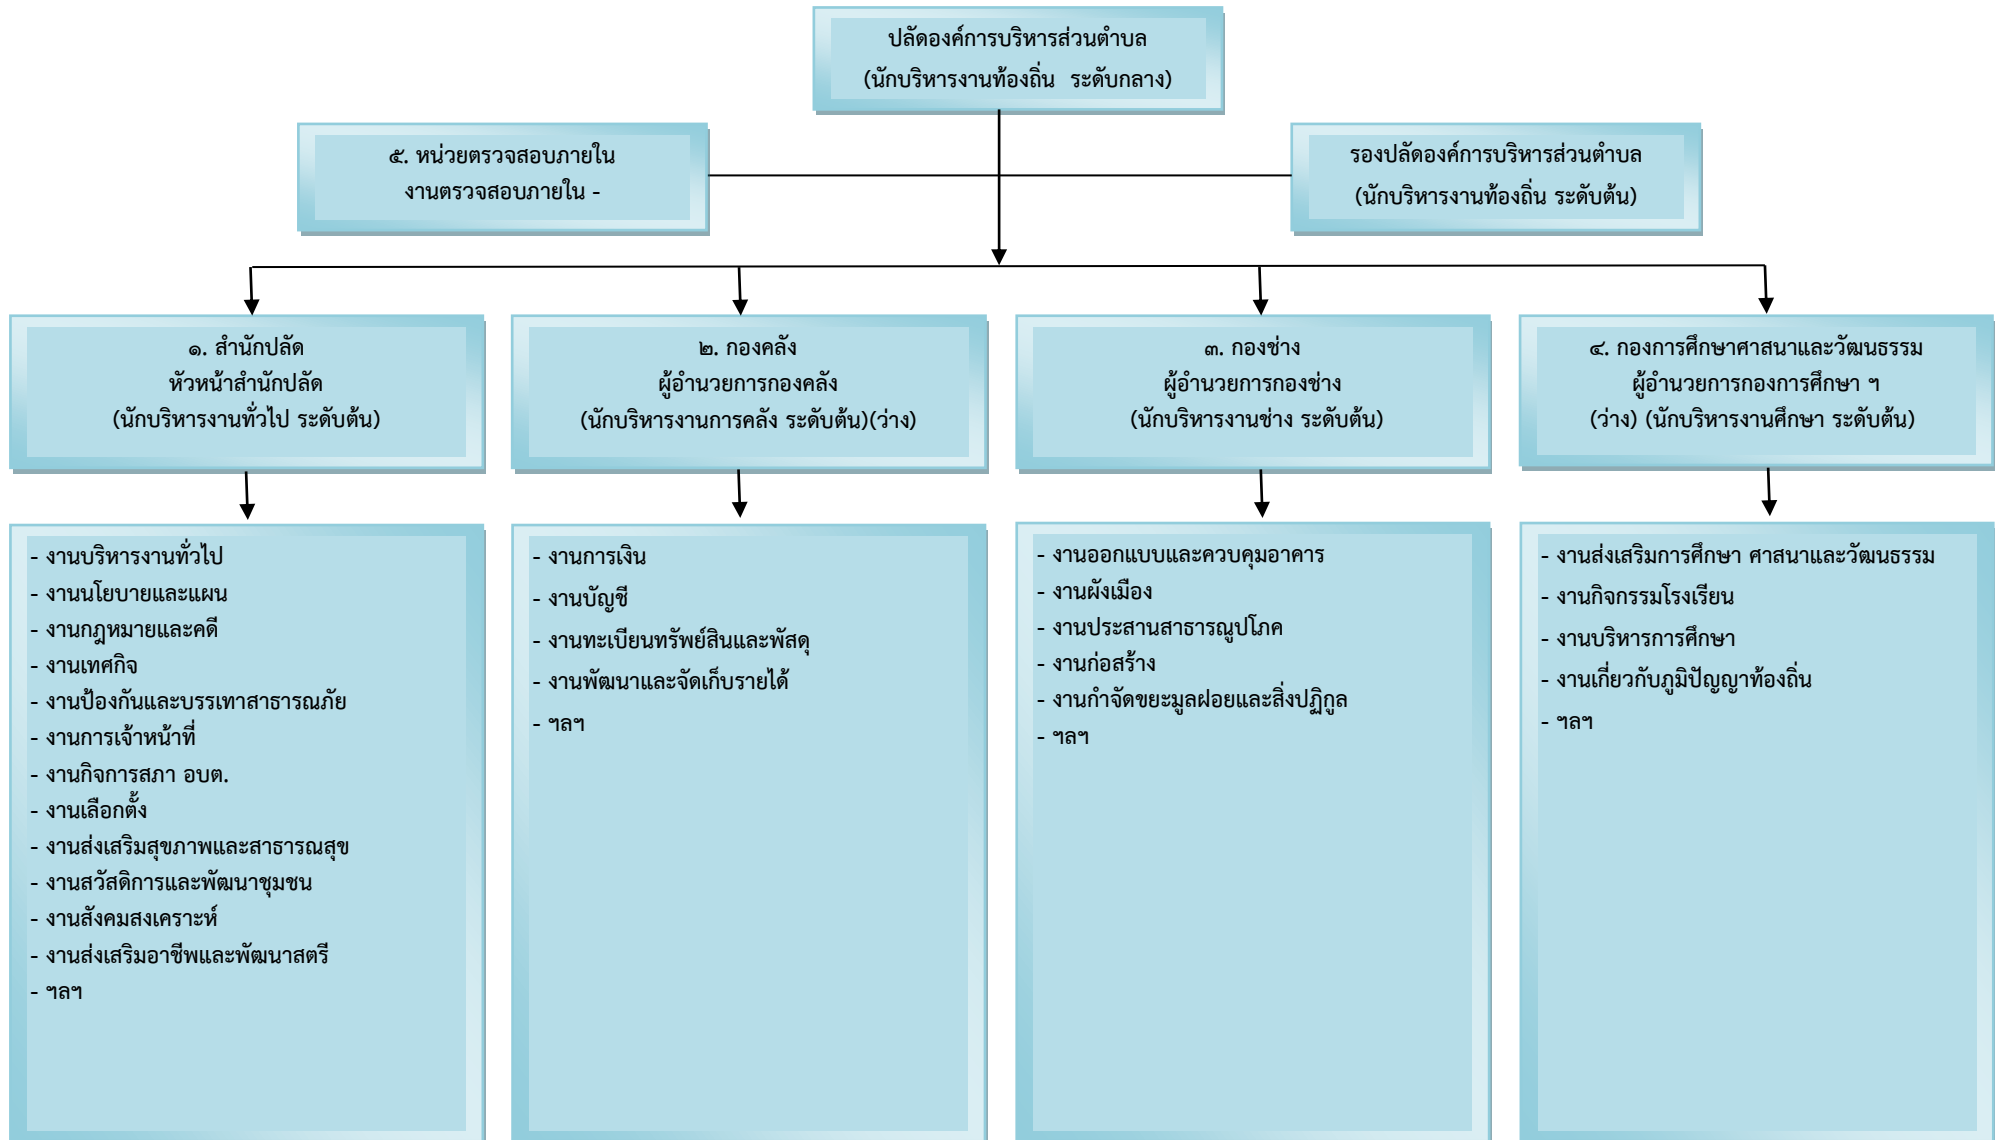 ปลัดองค์การบริหารส่วนตำบล
(นักบริหารงานท้องถิ่น  ระดับกลาง)
๕. หน่วยตรวจสอบภายใน
งานตรวจสอบภายใน -
รองปลัดองค์การบริหารส่วนตำบล
(นักบริหารงานท้องถิ่น ระดับต้น)
๑. สำนักปลัด
หัวหน้าสำนักปลัด
(นักบริหารงานทั่วไป ระดับต้น)
๒. กองคลัง
ผู้อำนวยการกองคลัง
(นักบริหารงานการคลัง ระดับต้น)(ว่าง)
๓. กองช่าง
ผู้อำนวยการกองช่าง
(นักบริหารงานช่าง ระดับต้น)
๔. กองการศึกษาศาสนาและวัฒนธรรม
ผู้อำนวยการกองการศึกษา ฯ
(ว่าง) (นักบริหารงานศึกษา ระดับต้น)
- งานบริหารงานทั่วไป
- งานนโยบายและแผน
- งานกฎหมายและคดี
- งานเทศกิจ
- งานป้องกันและบรรเทาสาธารณภัย
- งานการเจ้าหน้าที่
- งานกิจการสภา อบต.
- งานเลือกตั้ง
- งานส่งเสริมสุขภาพและสาธารณสุข
- งานสวัสดิการและพัฒนาชุมชน
- งานสังคมสงเคราะห์
- งานส่งเสริมอาชีพและพัฒนาสตรี
- ฯลฯ
- งานการเงิน
- งานบัญชี
- งานทะเบียนทรัพย์สินและพัสดุ
- งานพัฒนาและจัดเก็บรายได้
- ฯลฯ
- งานออกแบบและควบคุมอาคาร
- งานผังเมือง
- งานประสานสาธารณูปโภค
- งานก่อสร้าง
- งานกำจัดขยะมูลฝอยและสิ่งปฏิกูล
- ฯลฯ
- งานส่งเสริมการศึกษา ศาสนาและวัฒนธรรม
- งานกิจกรรมโรงเรียน
- งานบริหารการศึกษา
- งานเกี่ยวกับภูมิปัญญาท้องถิ่น
- ฯลฯ